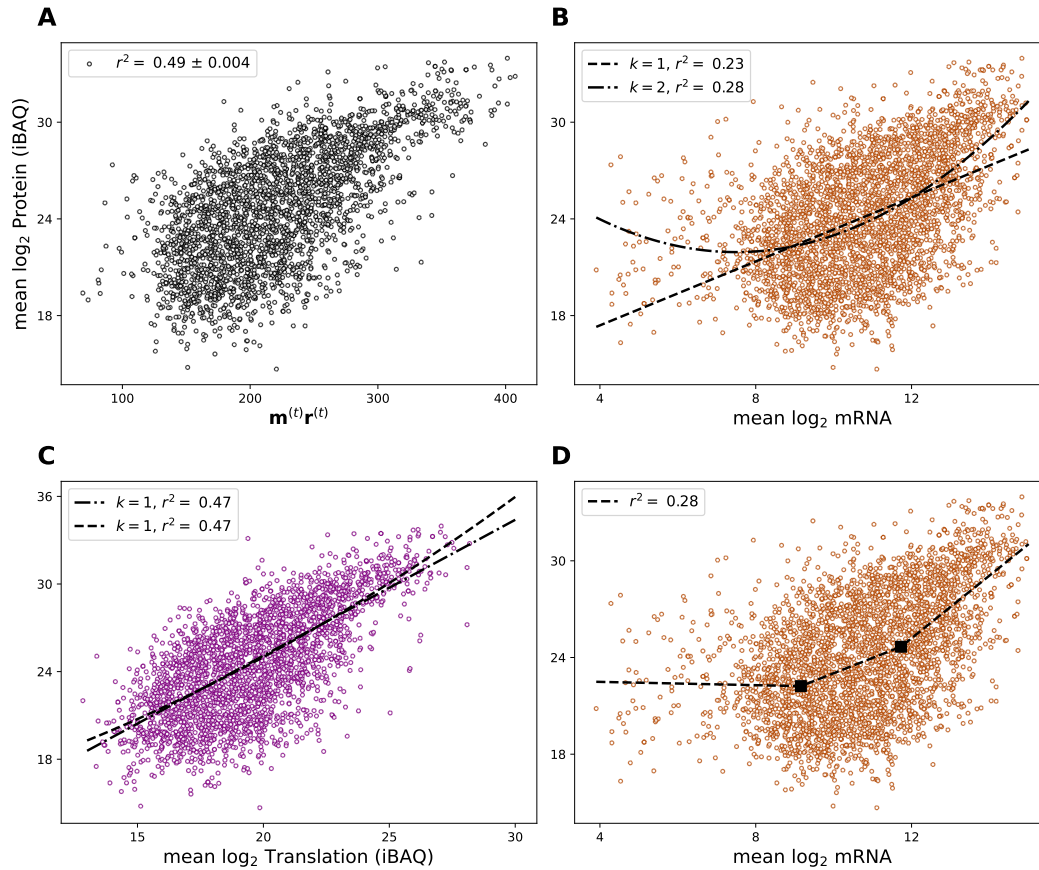 A
r² = 0.49 ± 0.004
mean log₂ Protein (iBAQ)
30
24
18
100
200
300
400
m⁽ᵗ⁾r⁽ᵗ⁾
B
k = 1, r² = 0.23
k = 2, r² = 0.28
30
24
18
4
8
12
mean log₂ mRNA
C
k = 1, r² = 0.47
k = 1, r² = 0.47
36
30
24
18
15
20
25
30
mean log₂ Translation (iBAQ)
D
r² = 0.28
30
24
18
4
8
12
mean log₂ mRNA